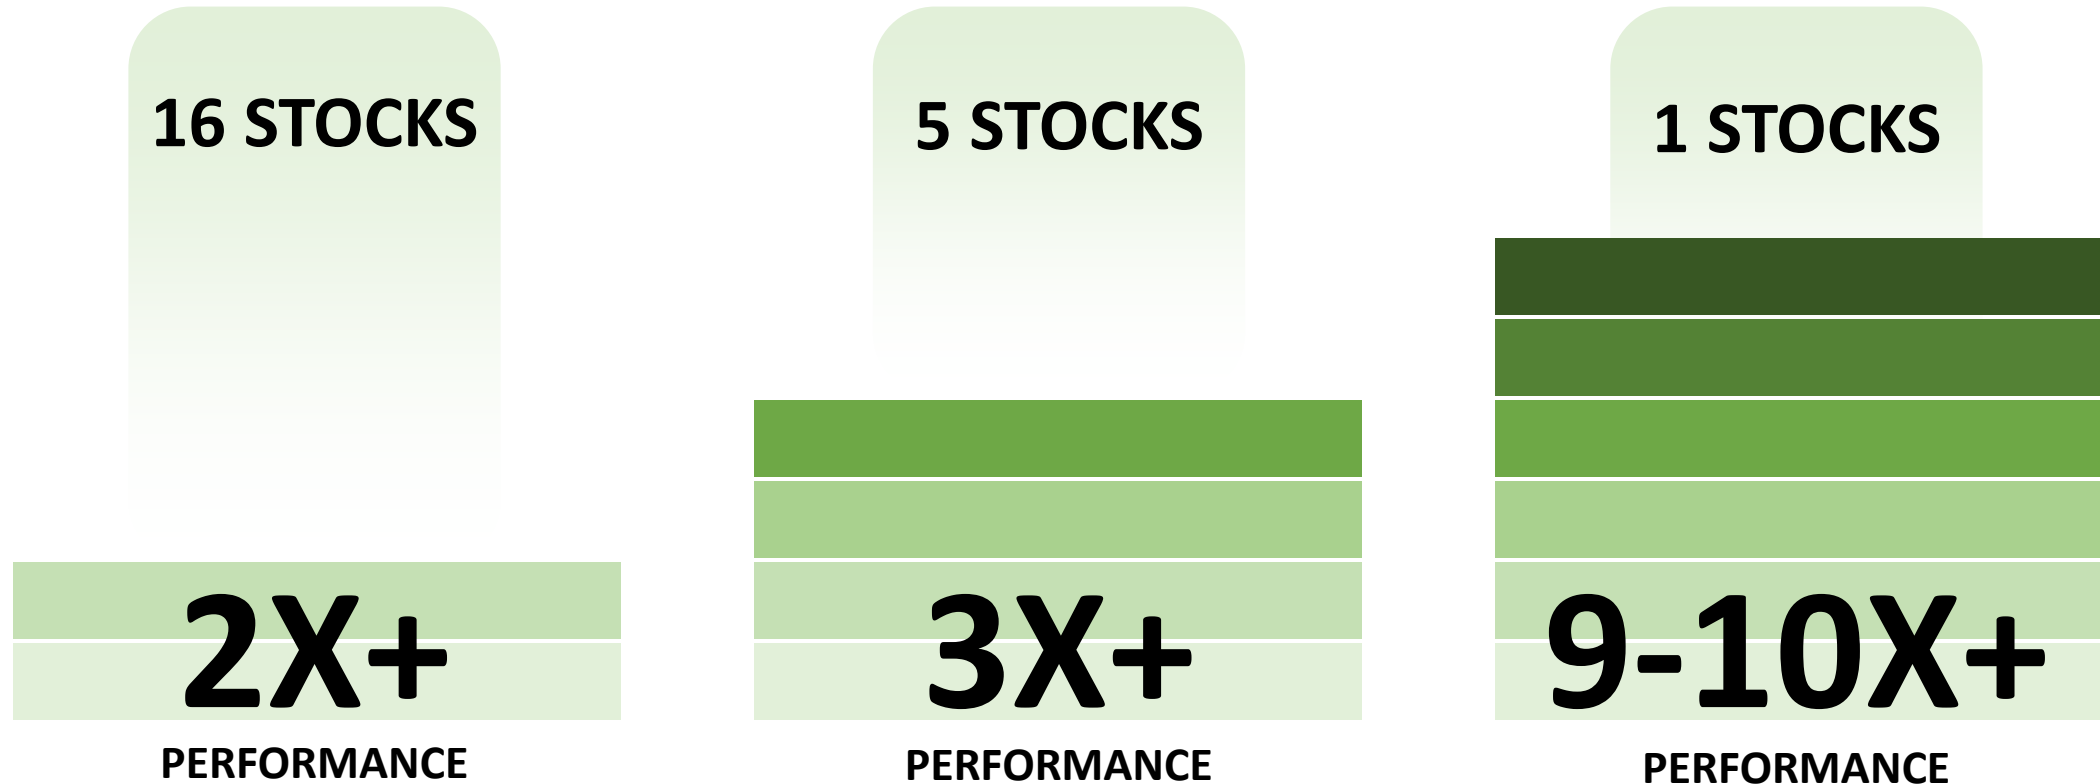 16 STOCKS
2X+
PERFORMANCE
5 STOCKS
3X+
PERFORMANCE
1 STOCKS
9-10X+
PERFORMANCE